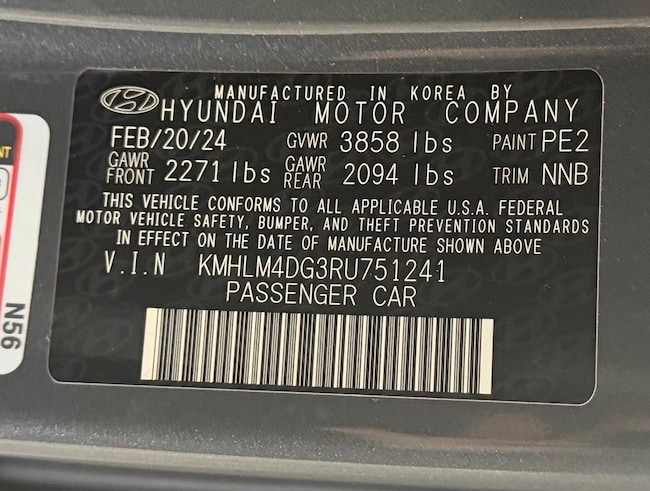 MANUFACTURED IN KOREA BY
HYUNDAI MOTOR COMPANY
FEB/20/24 GVWR 3858 lbs PAINT PE2
GAWR FRONT 2271 lbs GAWR REAR 2094 lbs TRIM NNB
THIS VEHICLE CONFORMS TO ALL APPLICABLE U.S.A. FEDERAL
MOTOR VEHICLE SAFETY, BUMPER, AND THEFT PREVENTION STANDARDS
IN EFFECT ON THE DATE OF MANUFACTURE SHOWN ABOVE
V.I.N KMHLM4DG3RU751241
PASSENGER CAR
N56